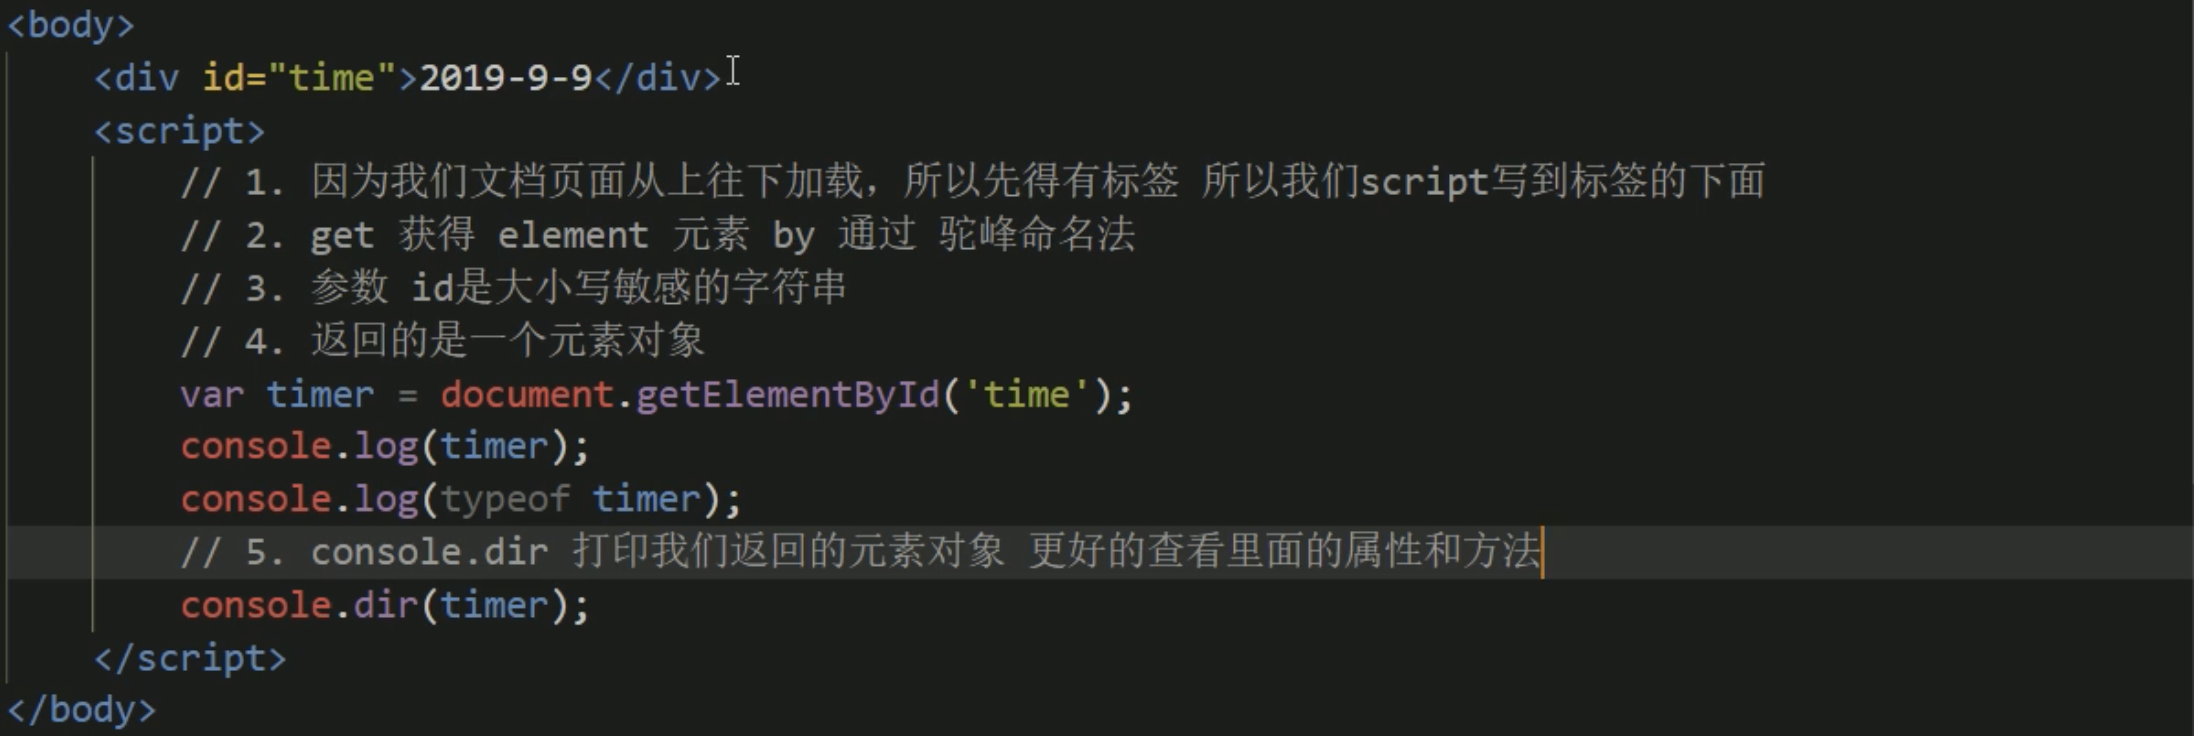 <body>
<div id="time">2019-9-9</div>
<script>
// 1. 因为我们文档页面从上往下加载，所以先得有标签 所以我们script写到标签的下面
// 2. get 获得 element 元素 by 通过 驼峰命名法
// 3. 参数 id是大小写敏感的字符串
// 4. 返回的是一个元素对象
var timer = document.getElementById('time');
console.log(timer);
console.log(typeof timer);
// 5. console.dir 打印我们返回的元素对象 更好的查看里面的属性和方法
console.dir(timer);
</script>
</body>